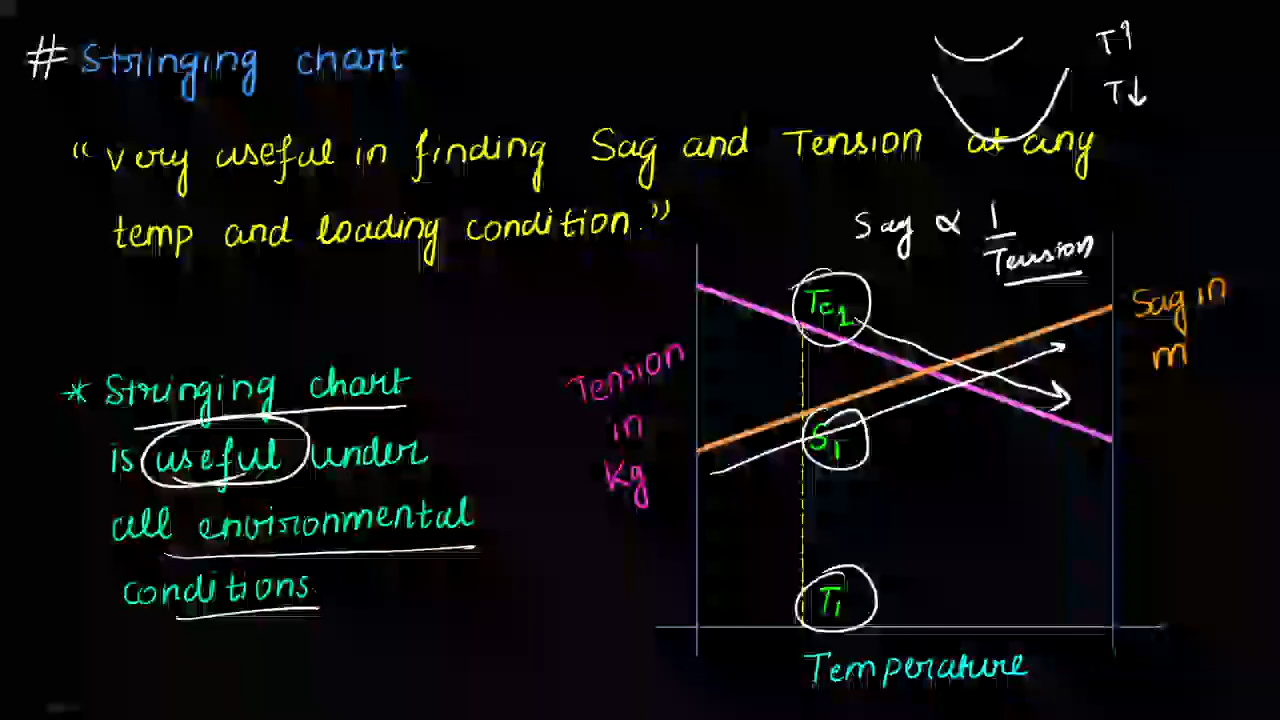 # Stringing chart
T↑
T↓
"very useful in finding Sag and Tension at any
temp and loading condition."
Sag ∝ 1/Tension
* Stringing chart
is useful under
all environmental
conditions.
Tension
in
Kg
Tc1
S1
T1
Sag in
m
Temperature